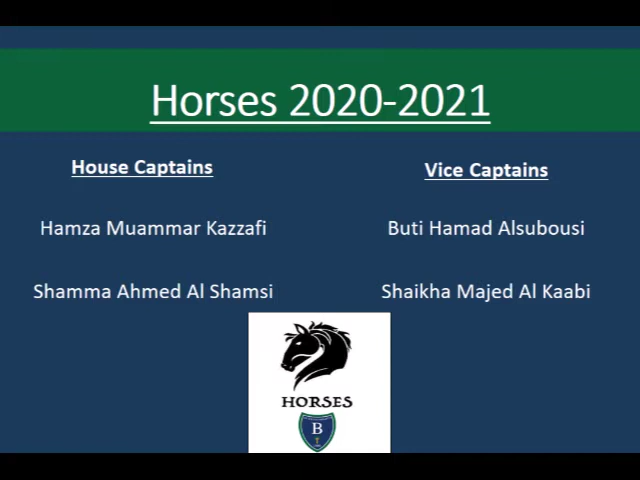 Horses 2020-2021
House Captains
Vice Captains
Hamza Muammar Kazzafi
Buti Hamad Alsubousi
Shamma Ahmed Al Shamsi
Shaikha Majed Al Kaabi
HORSES
B